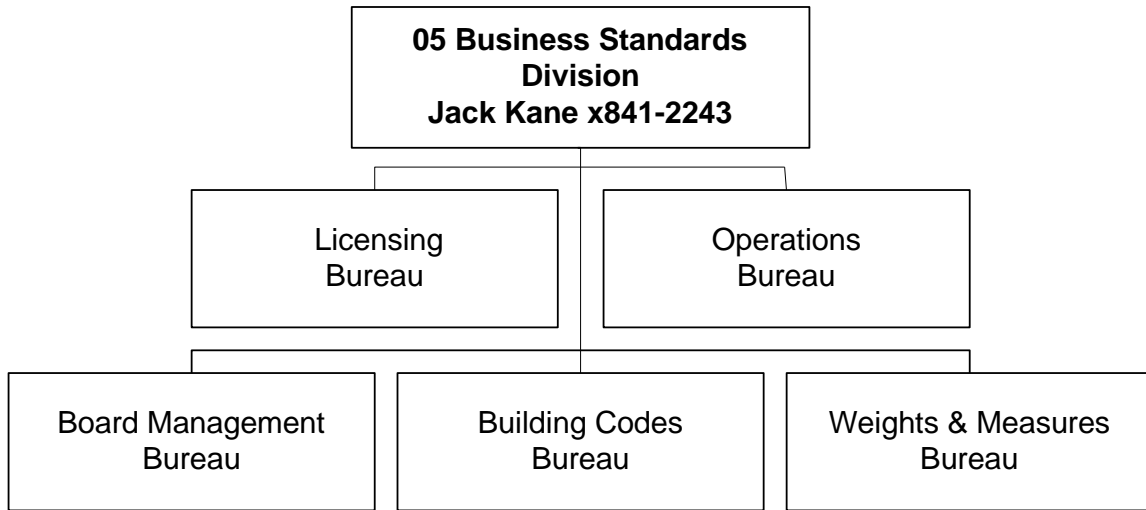 05 Business Standards
Division
Jack Kane x841-2243
Licensing
Bureau
Operations
Bureau
Board Management
Bureau
Building Codes
Bureau
Weights & Measures
Bureau